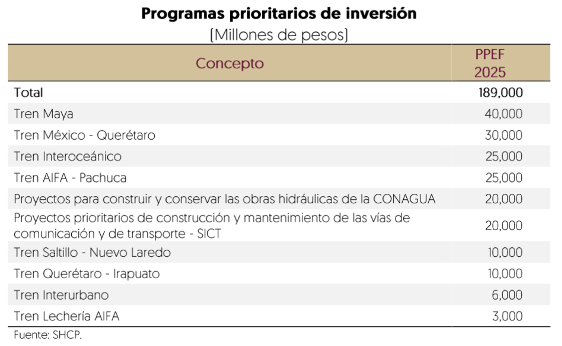 Programas prioritarios de inversión
(Millones de pesos)
Concepto PPEF 2025
Total 189,000
Tren Maya 40,000
Tren México - Querétaro 30,000
Tren Interoceánico 25,000
Tren AIFA - Pachuca 25,000
Proyectos para construir y conservar las obras hidráulicas de la CONAGUA 20,000
Proyectos prioritarios de construcción y mantenimiento de las vías de
comunicación y de transporte - SICT 20,000
Tren Saltillo - Nuevo Laredo 10,000
Tren Querétaro - Irapuato 10,000
Tren Interurbano 6,000
Tren Lechería AIFA 3,000
Fuente: SHCP.